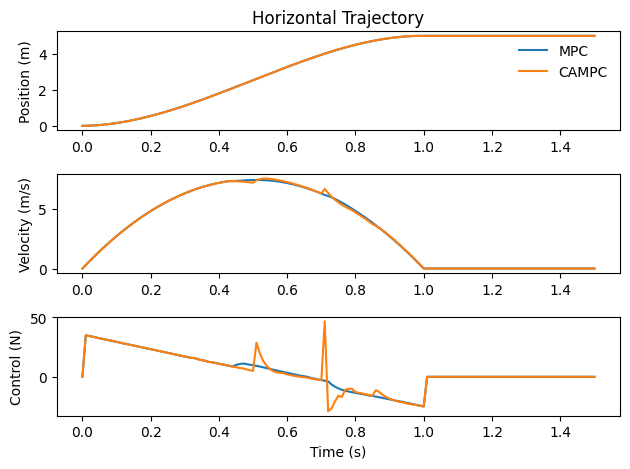 Horizontal Trajectory
Position (m)
4
2
0
MPC
CAMPC
0.0 0.2 0.4 0.6 0.8 1.0 1.2 1.4
Velocity (m/s)
5
0
0.0 0.2 0.4 0.6 0.8 1.0 1.2 1.4
Control (N)
50
0
0.0 0.2 0.4 0.6 0.8 1.0 1.2 1.4
Time (s)